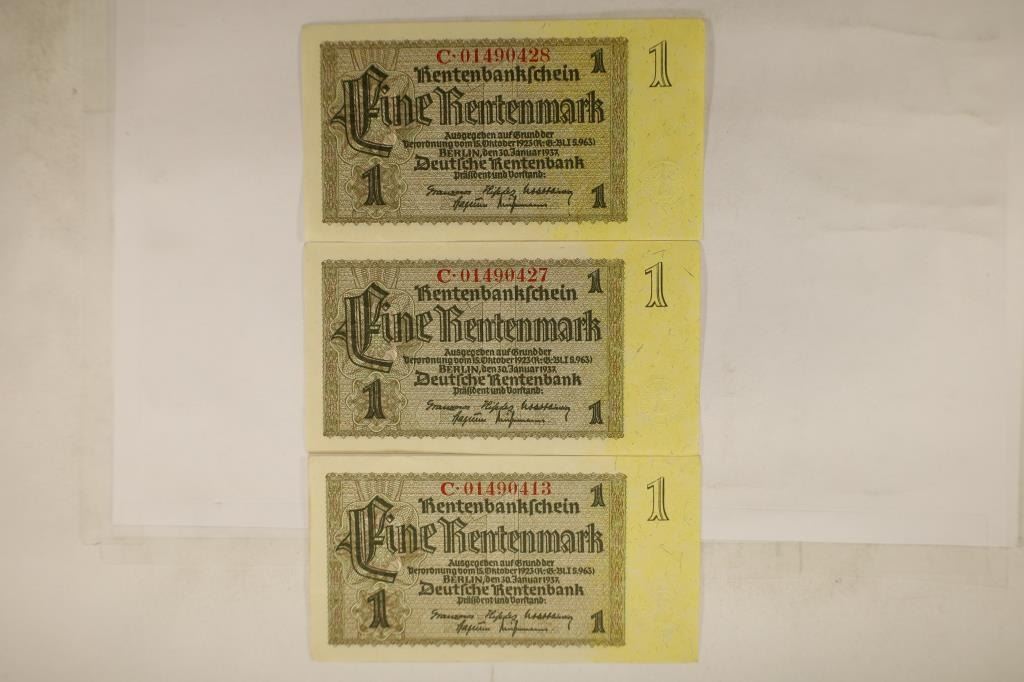 C·01490428
Rentenbankschein 1 1
Eine Rentenmark
Ausgegeben auf Grund der
Verordnung vom 15. Oktober 1923 (R.-G.-Bl. I S. 963)
BERLIN, den 30. Januar 1937.
Deutsche Rentenbank
Präsident und Vorstand:
1 1
C·01490427
Rentenbankschein 1 1
Eine Rentenmark
Ausgegeben auf Grund der
Verordnung vom 15. Oktober 1923 (R.-G.-Bl. I S. 963)
BERLIN, den 30. Januar 1937.
Deutsche Rentenbank
Präsident und Vorstand:
1 1
C·01490413
Rentenbankschein 1 1
Eine Rentenmark
Ausgegeben auf Grund der
Verordnung vom 15. Oktober 1923 (R.-G.-Bl. I S. 963)
BERLIN, den 30. Januar 1937.
Deutsche Rentenbank
Präsident und Vorstand:
1 1